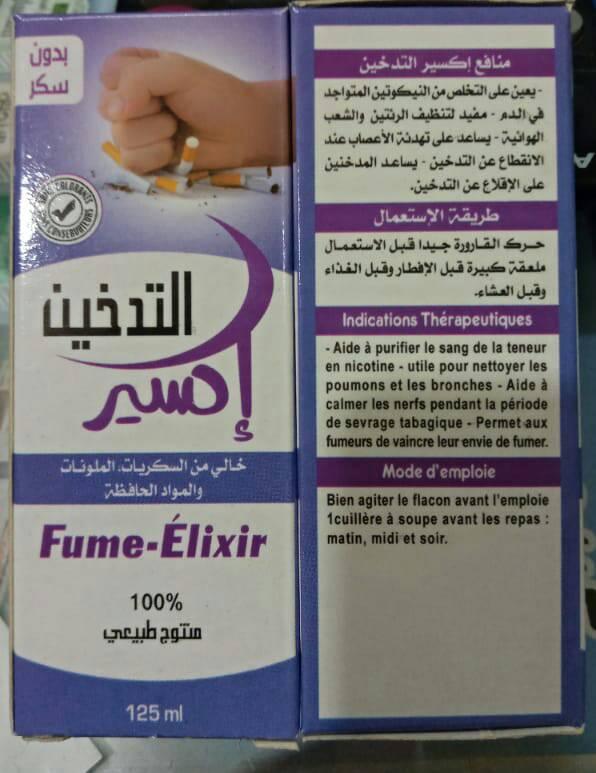 بدون
سكر
SANS COLORANTS
CONSERVATEURS
التدخين
إكسير
خالي من السكريات، الملونات
والمواد الحافظة
Fume-Élixir
100%
منتوج طبيعي
125 ml
منافع إكسير التدخين
- يعين على التخلص من النيكوتين المتواجد
في الدم - مفيد لتنظيف الرئتين والشعب
الهوائية - يساعد على تهدئة الأعصاب عند
الانقطاع عن التدخين - يساعد المدخنين
على الإقلاع عن التدخين.
طريقة الإستعمال
حرك القارورة جيدا قبل الاستعمال
ملعقة كبيرة قبل الإفطار وقبل الغذاء
وقبل العشاء.
Indications Thérapeutiques
- Aide à purifier le sang de la teneur
en nicotine - utile pour nettoyer les
poumons et les bronches - Aide à
calmer les nerfs pendant la période
de sevrage tabagique - Permet aux
fumeurs de vaincre leur envie de fumer.
Mode d'emploie
Bien agiter le flacon avant l'emploie
1cuillère à soupe avant les repas :
matin, midi et soir.